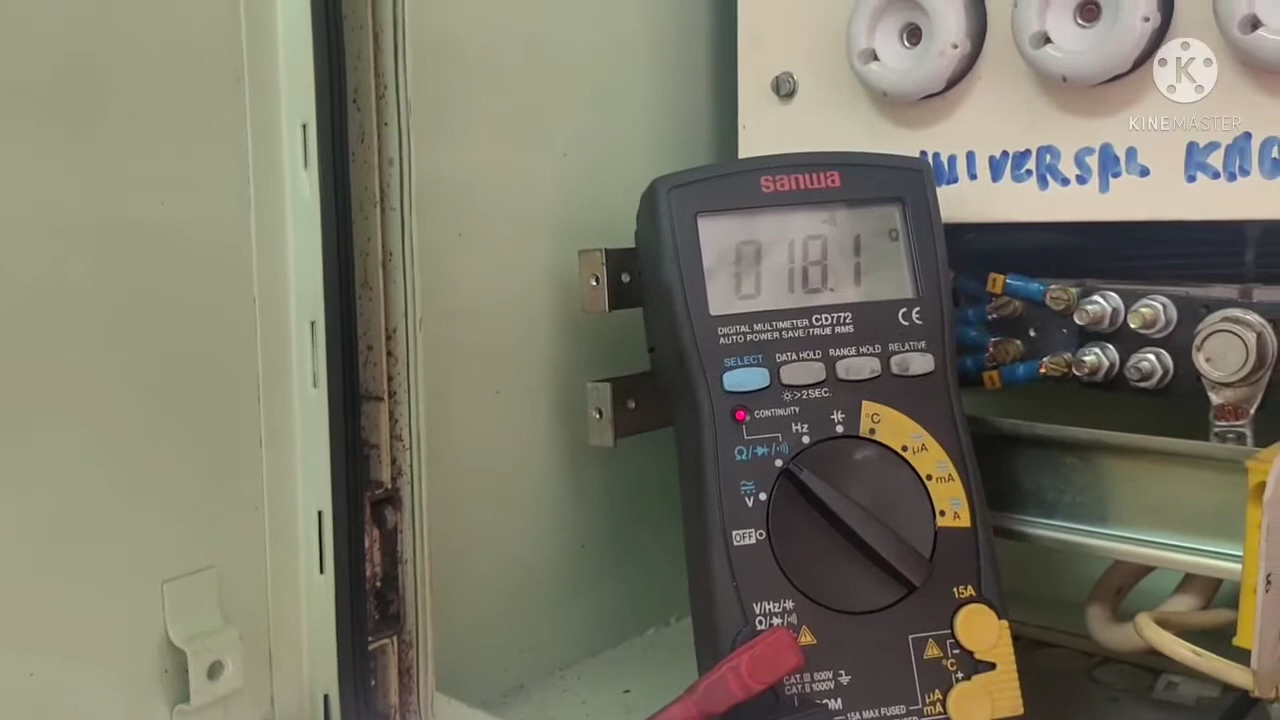 KINEMASTER
UNIVERSAL KNO
sanwa
018.1 Ω
DIGITAL MULTIMETER CD772
AUTO POWER SAVE/TRUE RMS
CE
SELECT DATA HOLD RANGE HOLD RELATIVE
>2SEC.
CONTINUITY
Hz
°C
Ω
µA
mA
V
A
OFF
15A
V/Hz/
Ω/
°C
CAT.III 600V
CAT.II 1000V
µA
mA
15A MAX FUSED